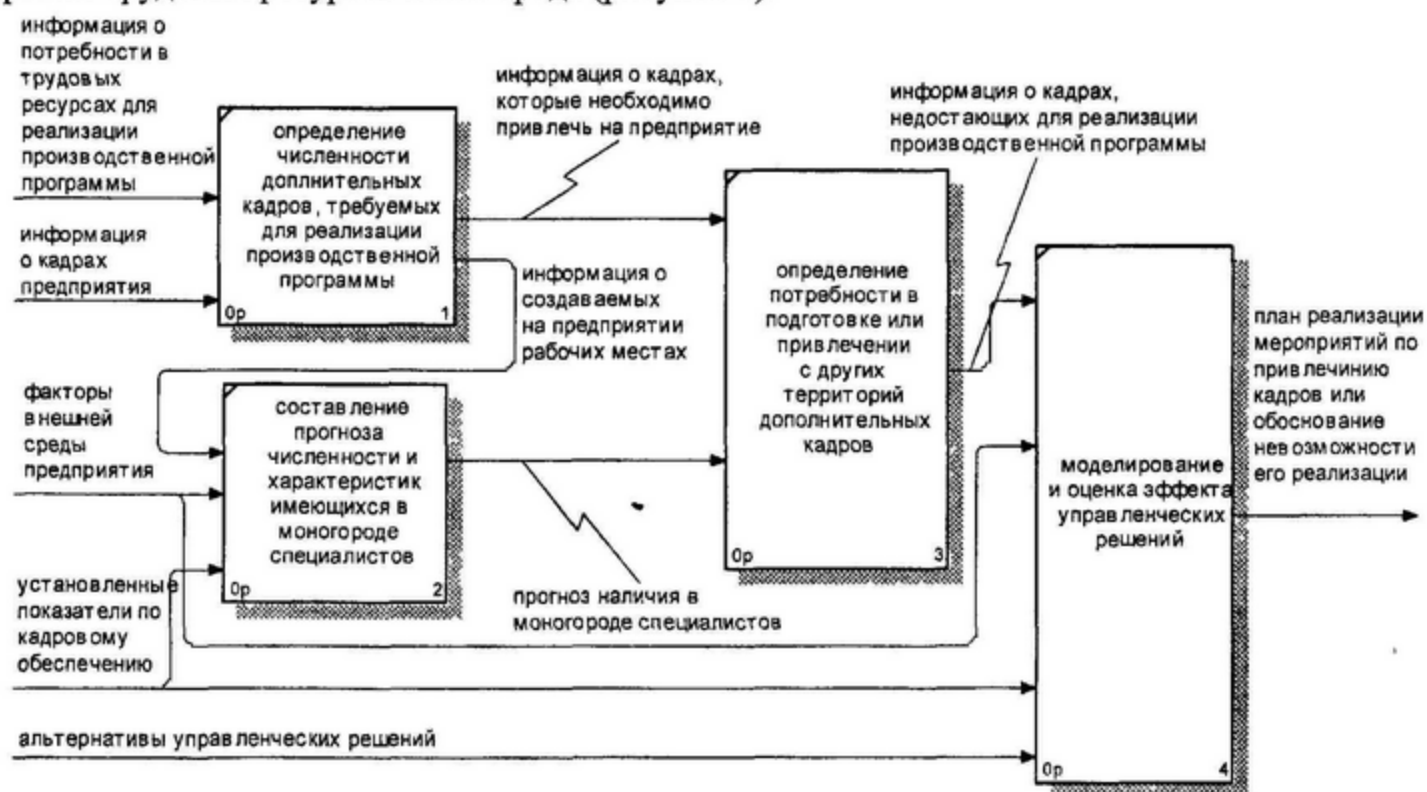 информация о
потребности в
трудовых
ресурсах для
реализации
производственной
программы
информация
о кадрах
предприятия
определение
численности
доплнительных
кадров, требуемых
для реализации
производственной
программы
0р 1
информация о кадрах,
которые необходимо
привлечь на предприятие
информация о
создаваемых
на предприятии
рабочих местах
факторы
внешней
среды
предприятия
составление
прогноза
численности и
характеристик
имеющихся в
моногороде
специалистов
0р 2
установленные
показатели по
кадровому
обеспечению
прогноз наличия в
моногороде специалистов
определение
потребности в
подготовке или
привлечении
с других
территорий
дополнительных
кадров
0р 3
информация о кадрах,
недостающих для реализации
производственной программы
моделирование
и оценка эффекта
управленческих
решений
0р 4
план реализации
мероприятий по
привлечинию
кадров или
обоснование
невозможности
его реализации
альтернативы управленческих решений